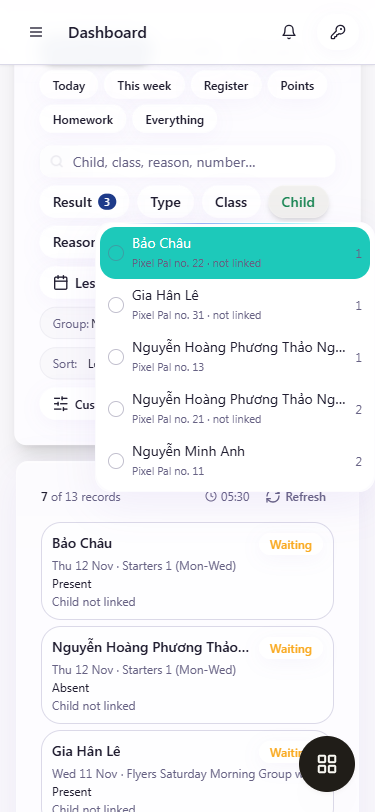 Dashboard
Today This week Register Points
Homework Everything
Child, class, reason, number...
Result 3 Type Class Child
Reason
Bảo Châu
Pixel Pal no. 22 · not linked 1
Les
Gia Hân Lê
Pixel Pal no. 31 · not linked 1
Group:
Nguyễn Hoàng Phương Thảo Ng...
Pixel Pal no. 13 1
Sort:
Nguyễn Hoàng Phương Thảo Ng...
Pixel Pal no. 21 · not linked 2
Cus
Nguyễn Minh Anh
Pixel Pal no. 11 2
7 of 13 records 05:30 Refresh
Bảo Châu Waiting
Thu 12 Nov · Starters 1 (Mon-Wed)
Present
Child not linked
Nguyễn Hoàng Phương Thảo... Waiting
Thu 12 Nov · Starters 1 (Mon-Wed)
Absent
Child not linked
Gia Hân Lê Waiting
Wed 11 Nov · Flyers Saturday Morning Group w
Present
Child not linked